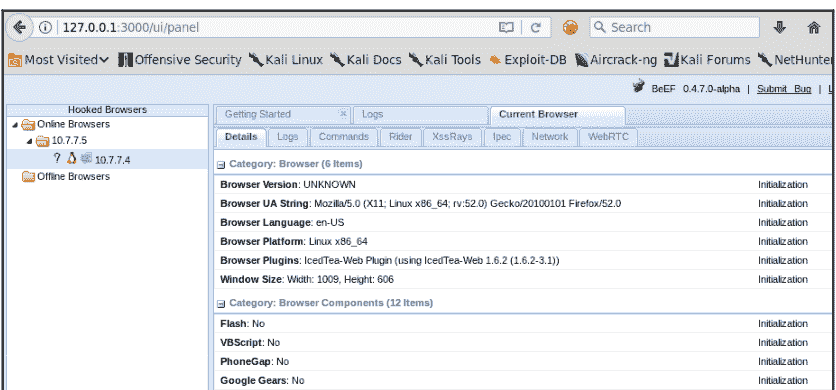 127.0.0.1:3000/ui/panel Search
Most Visited Offensive Security Kali Linux Kali Docs Kali Tools Exploit-DB Aircrack-ng Kali Forums NetHunter
BeEF 0.4.7.0-alpha | Submit Bug |
Hooked Browsers
Online Browsers
10.7.7.5
? 10.7.7.4
Offline Browsers
Getting Started Logs Current Browser
Details Logs Commands Rider XssRays Ipec Network WebRTC
Category: Browser (6 Items)
Browser Version: UNKNOWN Initialization
Browser UA String: Mozilla/5.0 (X11; Linux x86_64; rv:52.0) Gecko/20100101 Firefox/52.0 Initialization
Browser Language: en-US Initialization
Browser Platform: Linux x86_64 Initialization
Browser Plugins: IcedTea-Web Plugin (using IcedTea-Web 1.6.2 (1.6.2-3.1)) Initialization
Window Size: Width: 1009, Height: 606 Initialization
Category: Browser Components (12 Items)
Flash: No Initialization
VBScript: No Initialization
PhoneGap: No Initialization
Google Gears: No Initialization